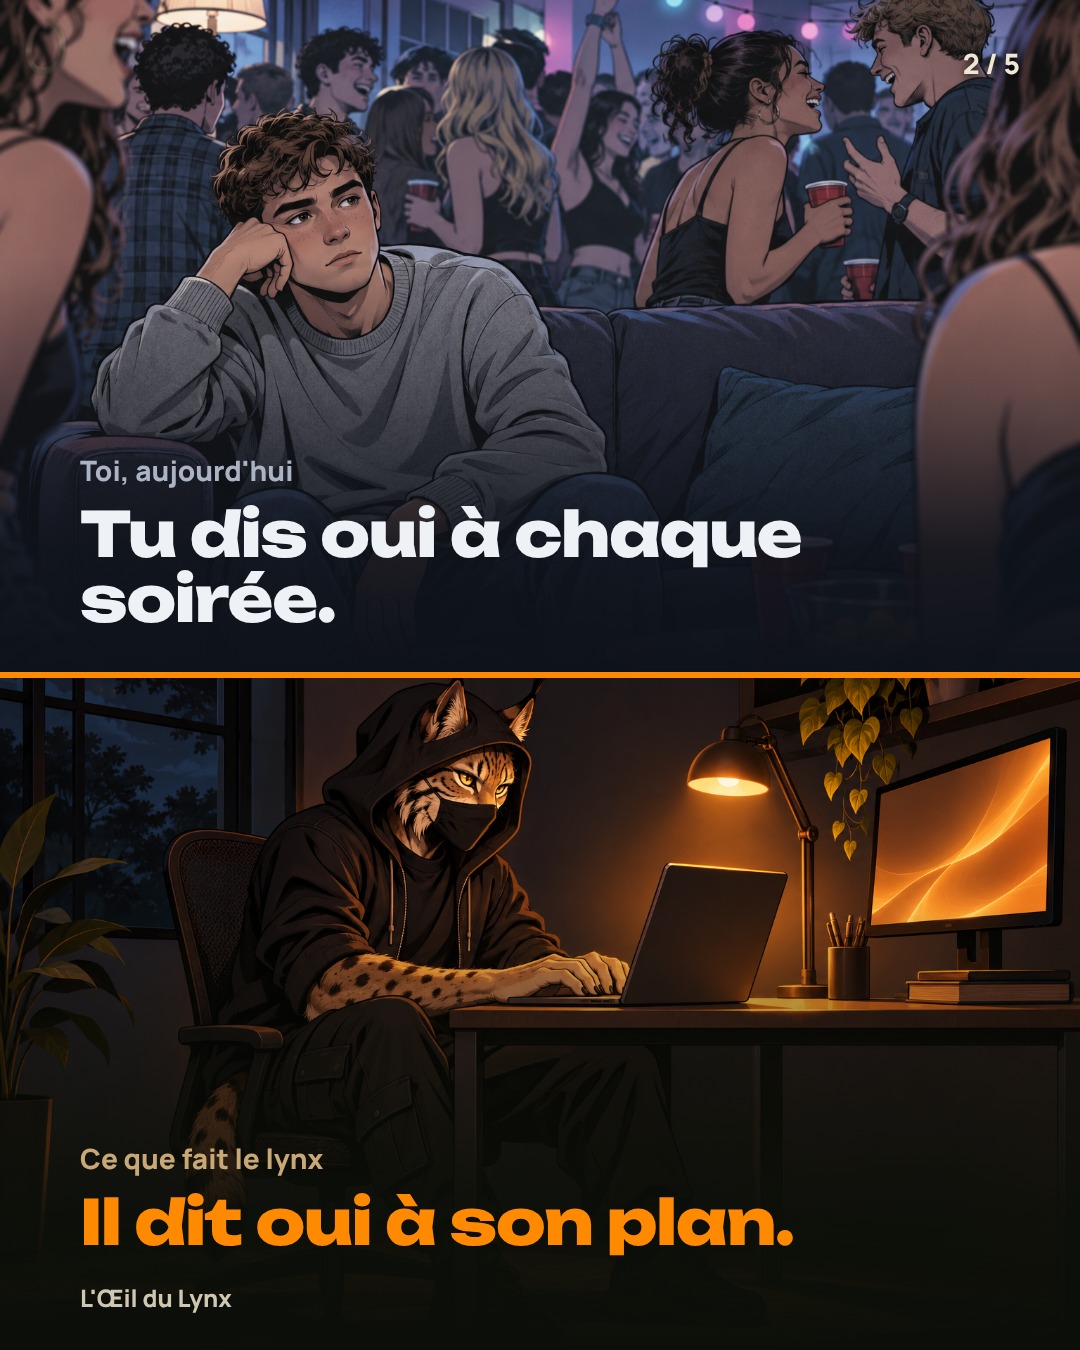 2 / 5
Toi, aujourd'hui
Tu dis oui à chaque
soirée.
Ce que fait le lynx
Il dit oui à son plan.
L'Œil du Lynx